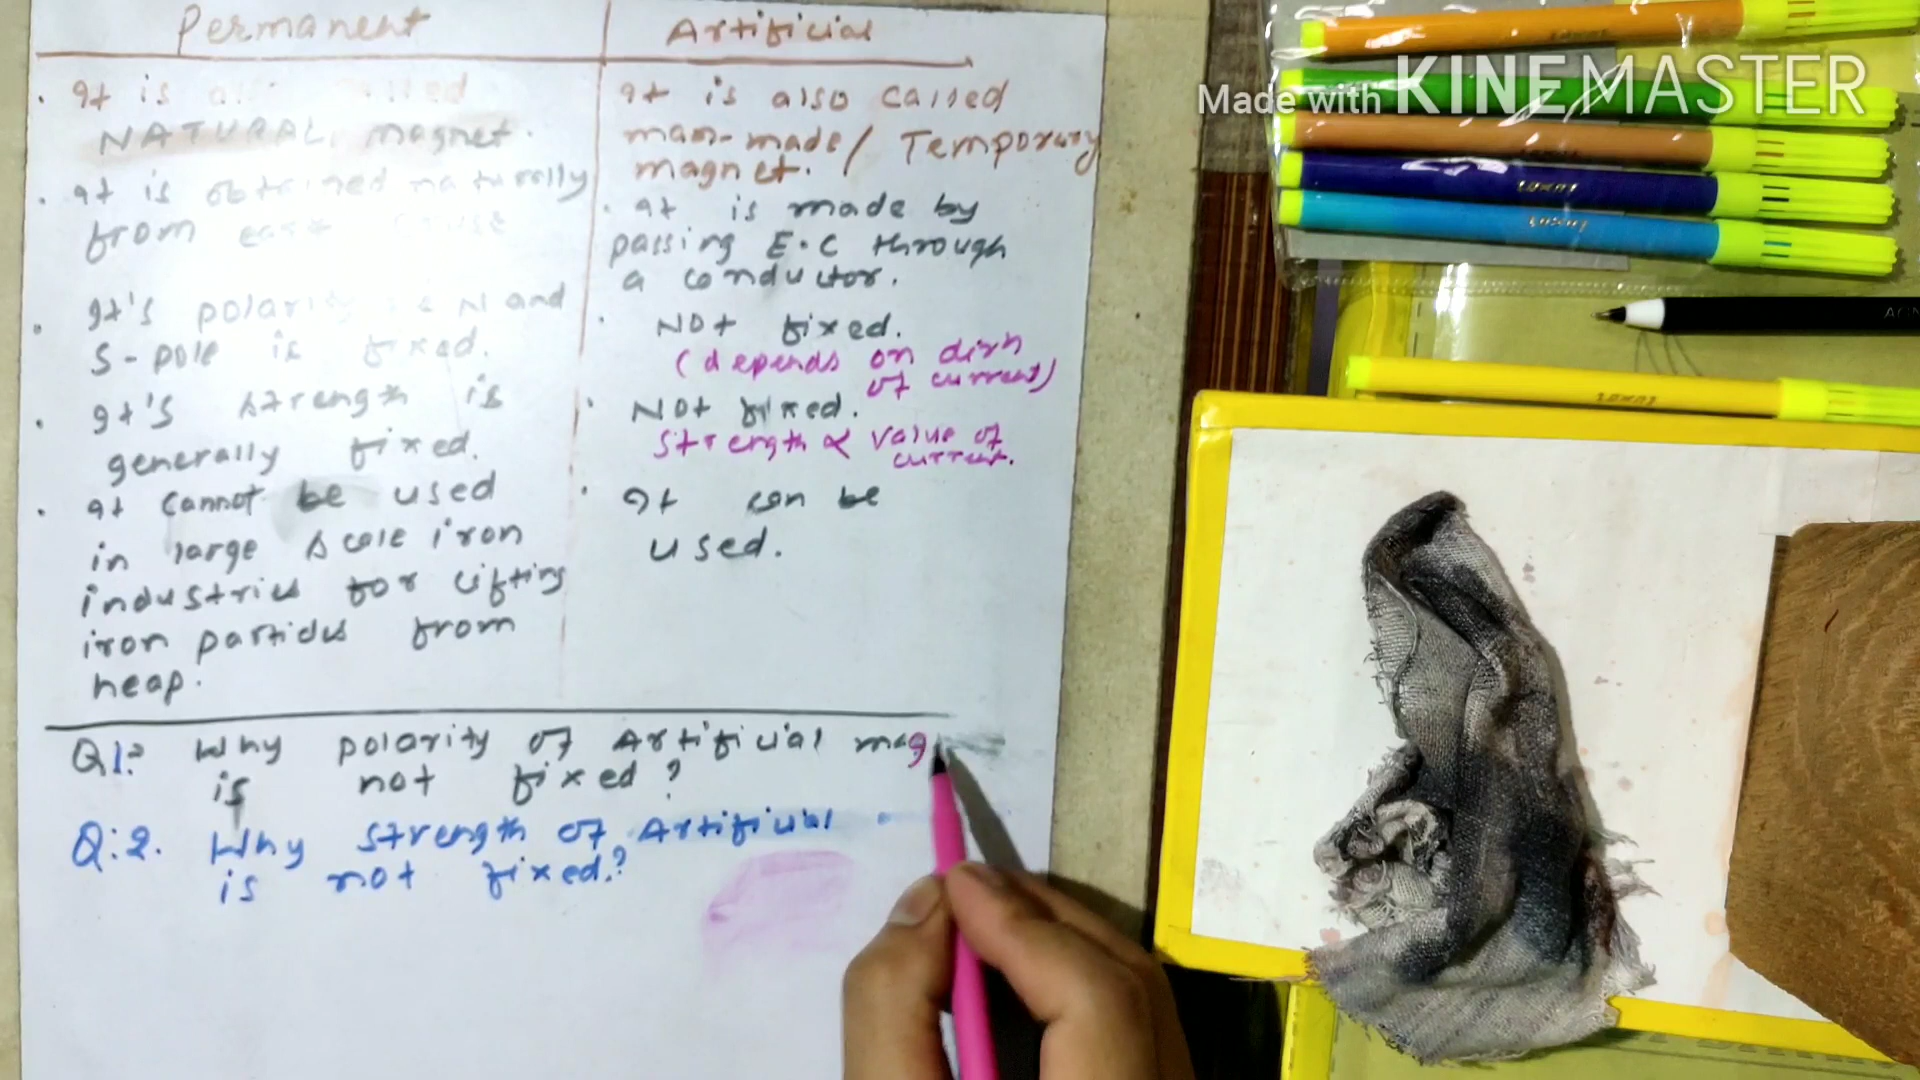 Permanent
Artificial
. It is called
NATURAL magnet.
. It is obtained naturally
from
. It's polarity N and
S-pole is fixed.
. It's strength is
generally fixed.
. It cannot be used
in large scale iron
industries for lifting
iron particles from
heap.
It is also called
man-made/ Temporary
magnet.
. It is made by
passing E.C through
a conductor.
. Not fixed.
(depends on dirn
of current)
. Not fixed.
strength ∝ value of
current.
. It can be
used.
Q1: Why polarity of Artificial mag
is not fixed?
Q:2. Why strength of Artificial
is not fixed?
Made with KINEMASTER
LUXOR
LUXOR
LUXOR
LUXOR